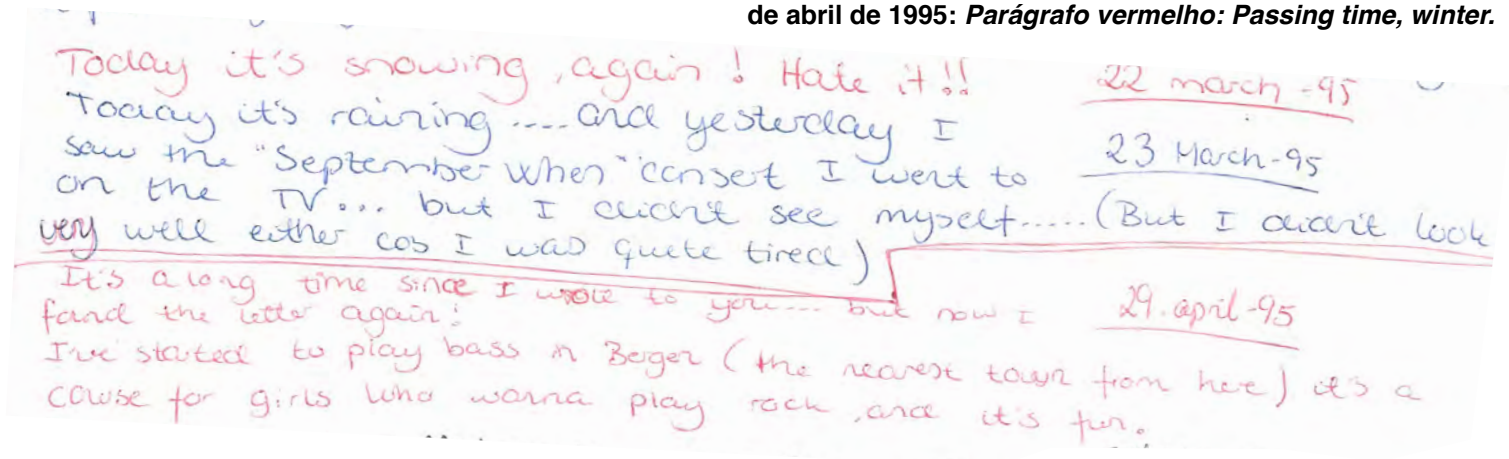 de abril de 1995: Parágrafo vermelho: Passing time, winter.
Today it's snowing, again! Hate it!! 22 march -95
Today it's raining .... and yesterday I 23 March-95
saw the "September when" consert I went to
on the TV... but I didn't see myself.....(But I didn't look
very well either cos I was quite tired)
It's a long time since I wrote to you... but now I 29. april -95
fand the letter again!
I've started to play bass in Bergen (the nearest town from here) it's a
course for girls who wanna play rock, and it's fun.